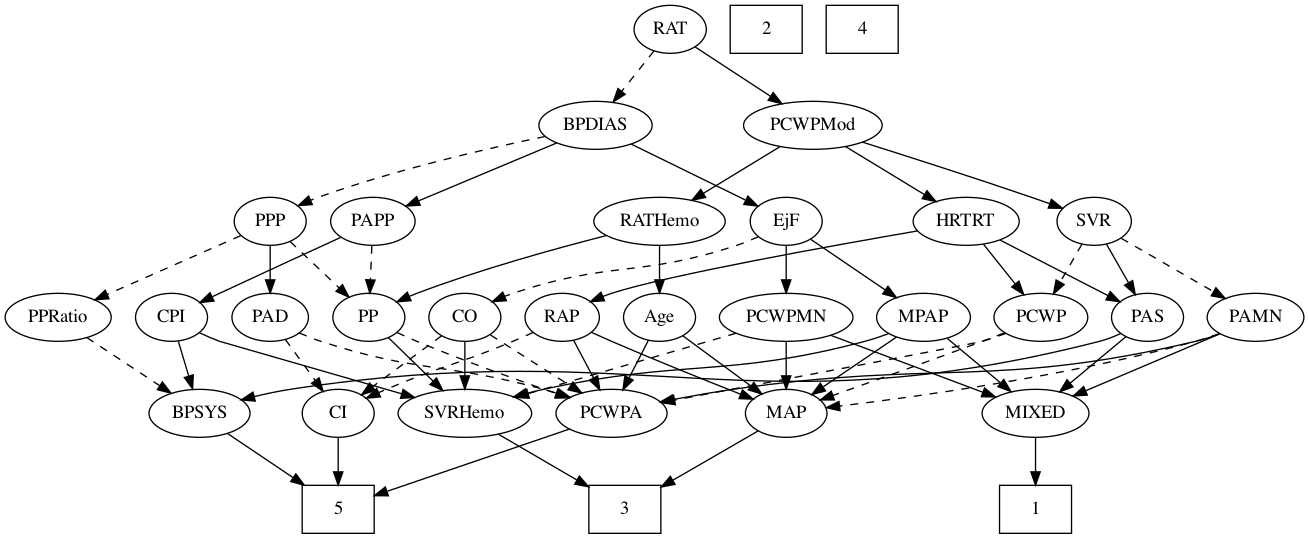 RAT
2
4
BPDIAS
PCWPMod
PPP
PAPP
RATHemo
EjF
HRTRT
SVR
PPRatio
CPI
PAD
PP
CO
RAP
Age
PCWPMN
MPAP
PCWP
PAS
PAMN
BPSYS
CI
SVRHemo
PCWPA
MAP
MIXED
5
3
1